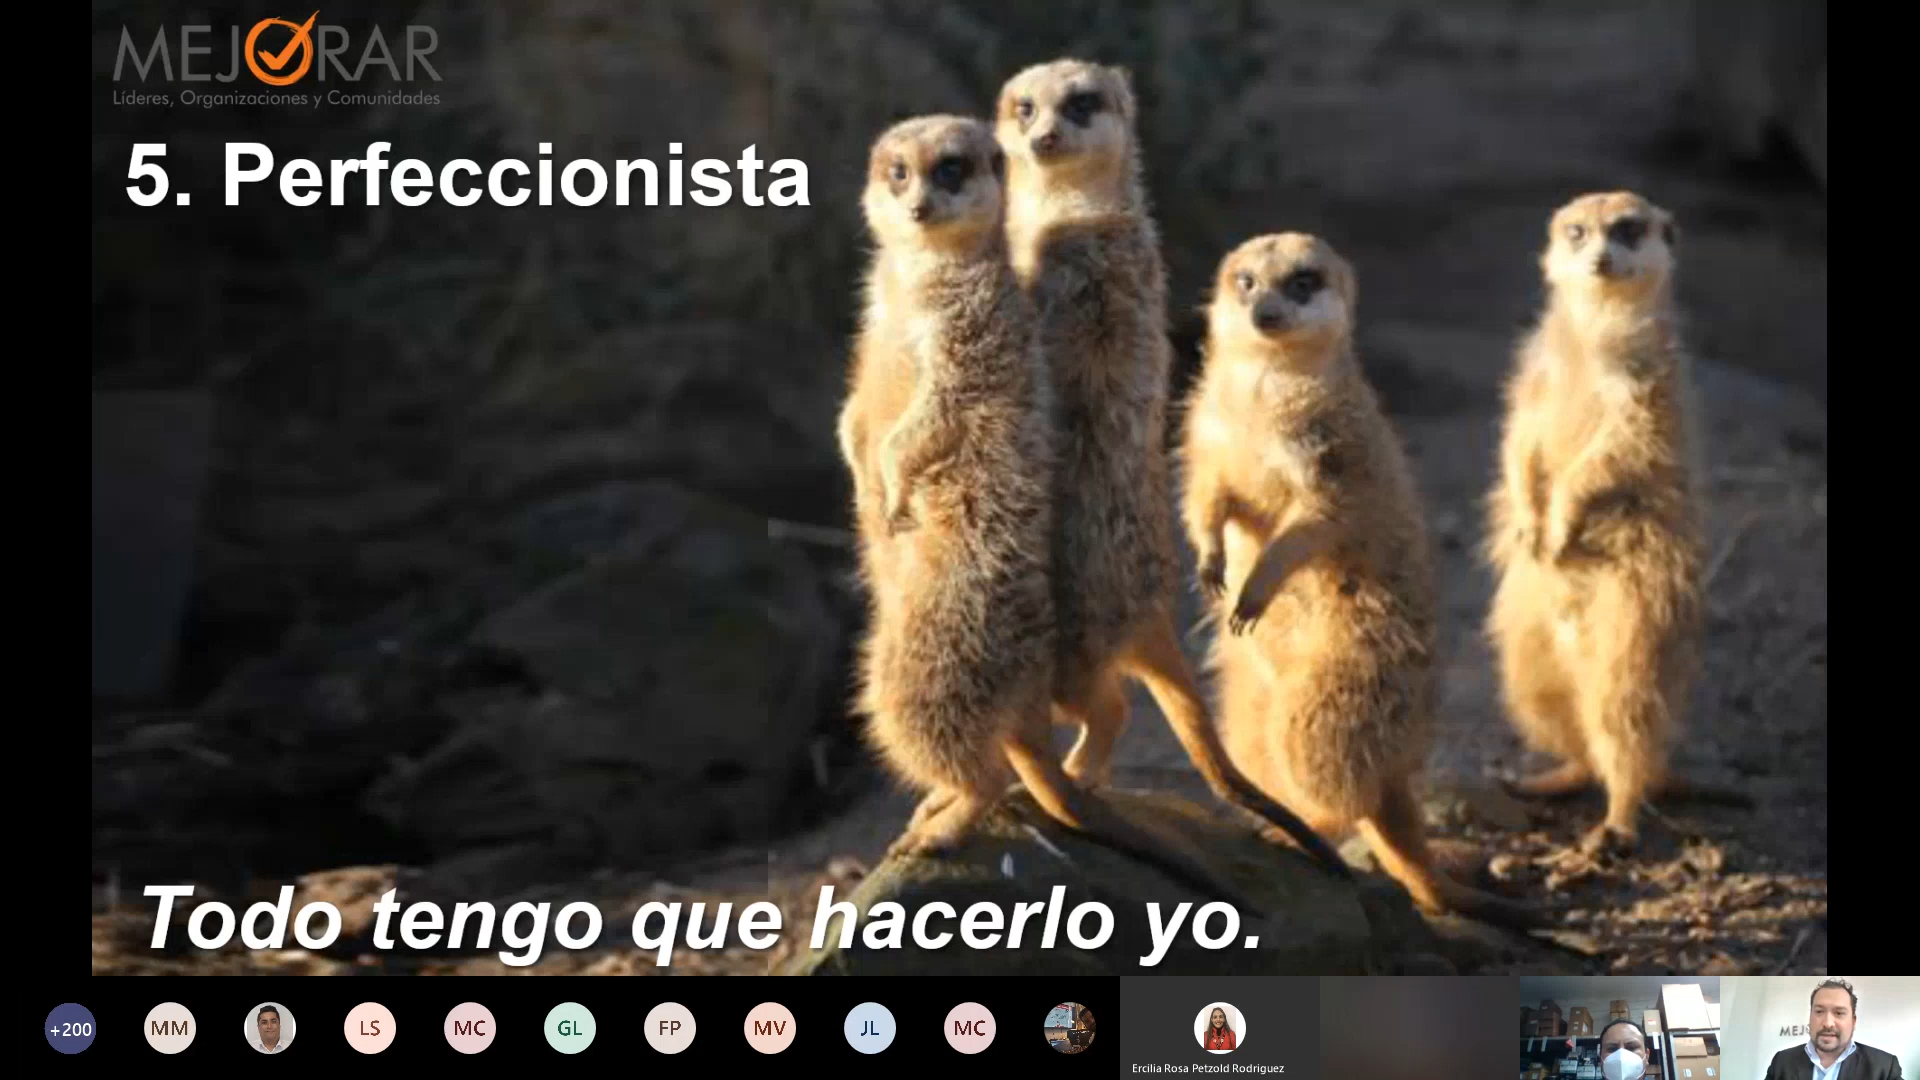 MEJORAR
Líderes, Organizaciones y Comunidades
5. Perfeccionista
Todo tengo que hacerlo yo.
+200
MM
LS
MC
GL
FP
MV
JL
MC
Ercilia Rosa Petzold Rodriguez